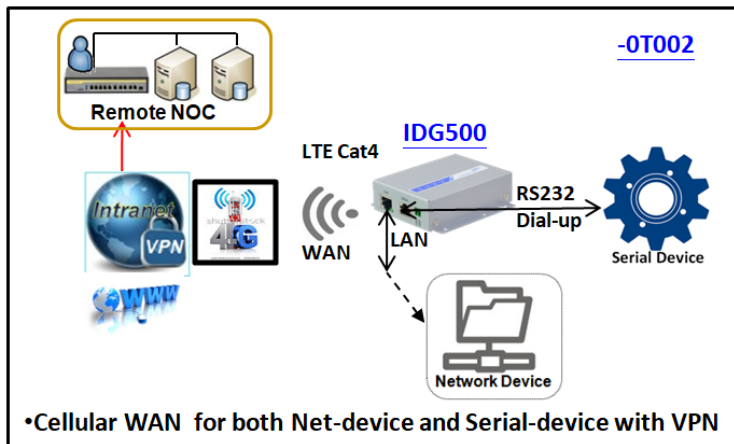 -0T002
Remote NOC
IDG500
LTE Cat4
Intranet
VPN
shutterstock
4G
WAN
LAN
RS232
Dial-up
Serial Device
WWW
Network Device
•Cellular WAN for both Net-device and Serial-device with VPN